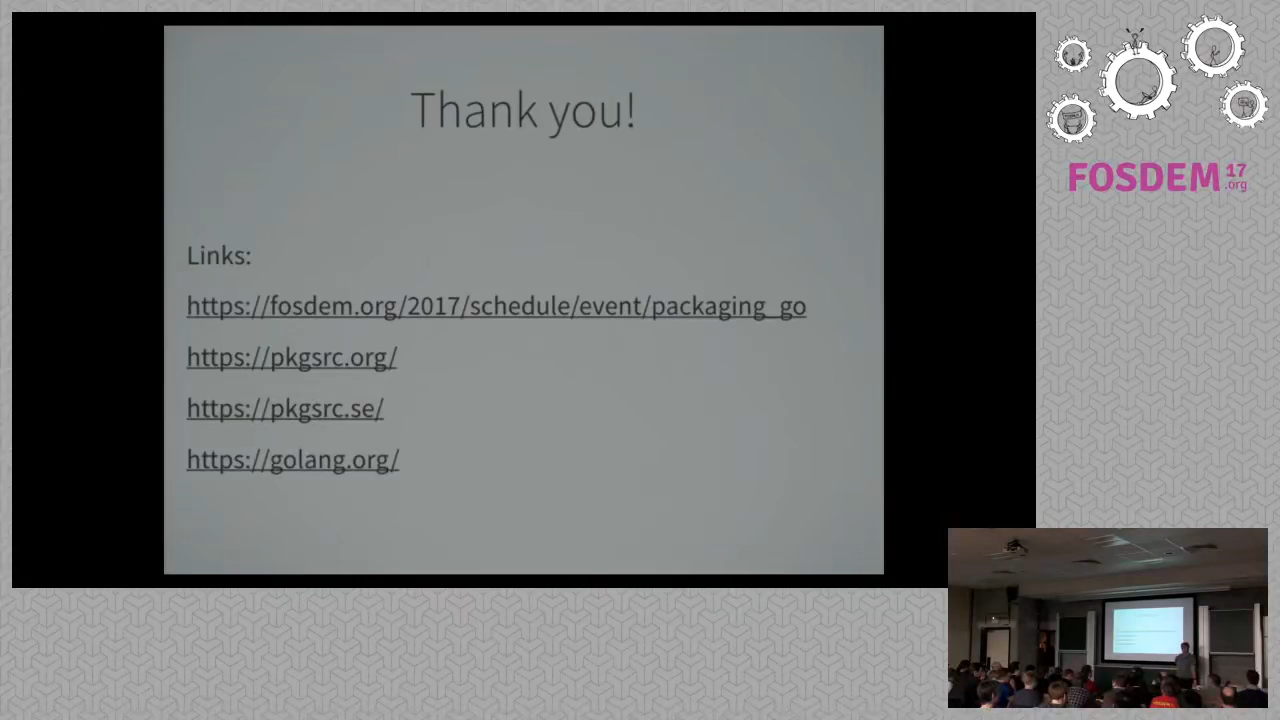 Thank you!
Links:
https://fosdem.org/2017/schedule/event/packaging_go
https://pkgsrc.org/
https://pkgsrc.se/
https://golang.org/
FOSDEM 17
.org